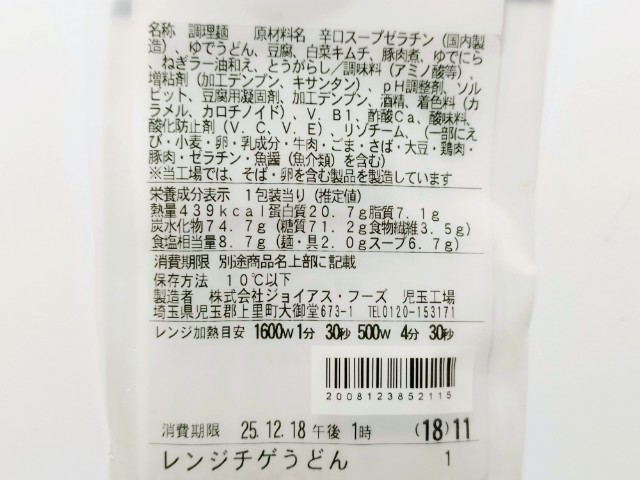 名称 調理麺 原材料名 辛口スープゼラチン（国内製
造）、ゆでうどん、豆腐、白菜キムチ、豚肉煮、ゆでにら
、ねぎラー油和え、とうがらし／調味料（アミノ酸等）、
増粘剤（加工デンプン、キサンタン）、ｐＨ調整剤、ソル
ビット、豆腐用凝固剤、加工デンプン、酒精、着色料（カ
ラメル、カロチノイド）、Ｖ．Ｂ１、酢酸Ｃａ、酸味料、
酸化防止剤（Ｖ．Ｃ、Ｖ．Ｅ）、リゾチーム、（一部にえ
び・小麦・卵・乳成分・牛肉・ごま・さば・大豆・鶏肉・
豚肉・ゼラチン・魚醤（魚介類）を含む）
※当工場では、そば・卵を含む製品を製造しています
栄養成分表示 １包装当り（推定値）
熱量４３９ｋｃａｌ蛋白質２０．７ｇ脂質７．１ｇ
炭水化物７４．７ｇ（糖質７１．２ｇ食物繊維３．５ｇ）
食塩相当量８．７ｇ（麺・具２．０ｇスープ６．７ｇ）
消費期限 別途商品名上部に記載
保存方法 １０℃以下
製造者 株式会社ジョイアス・フーズ 児玉工場
埼玉県児玉郡上里町大御堂673-1 TEL0120-153171
レンジ加熱目安 1600W 1分 30秒 500W 4分 30秒
2008123852115
消費期限 25.12.18 午後 1時 (18)11
レンジチゲうどん 1